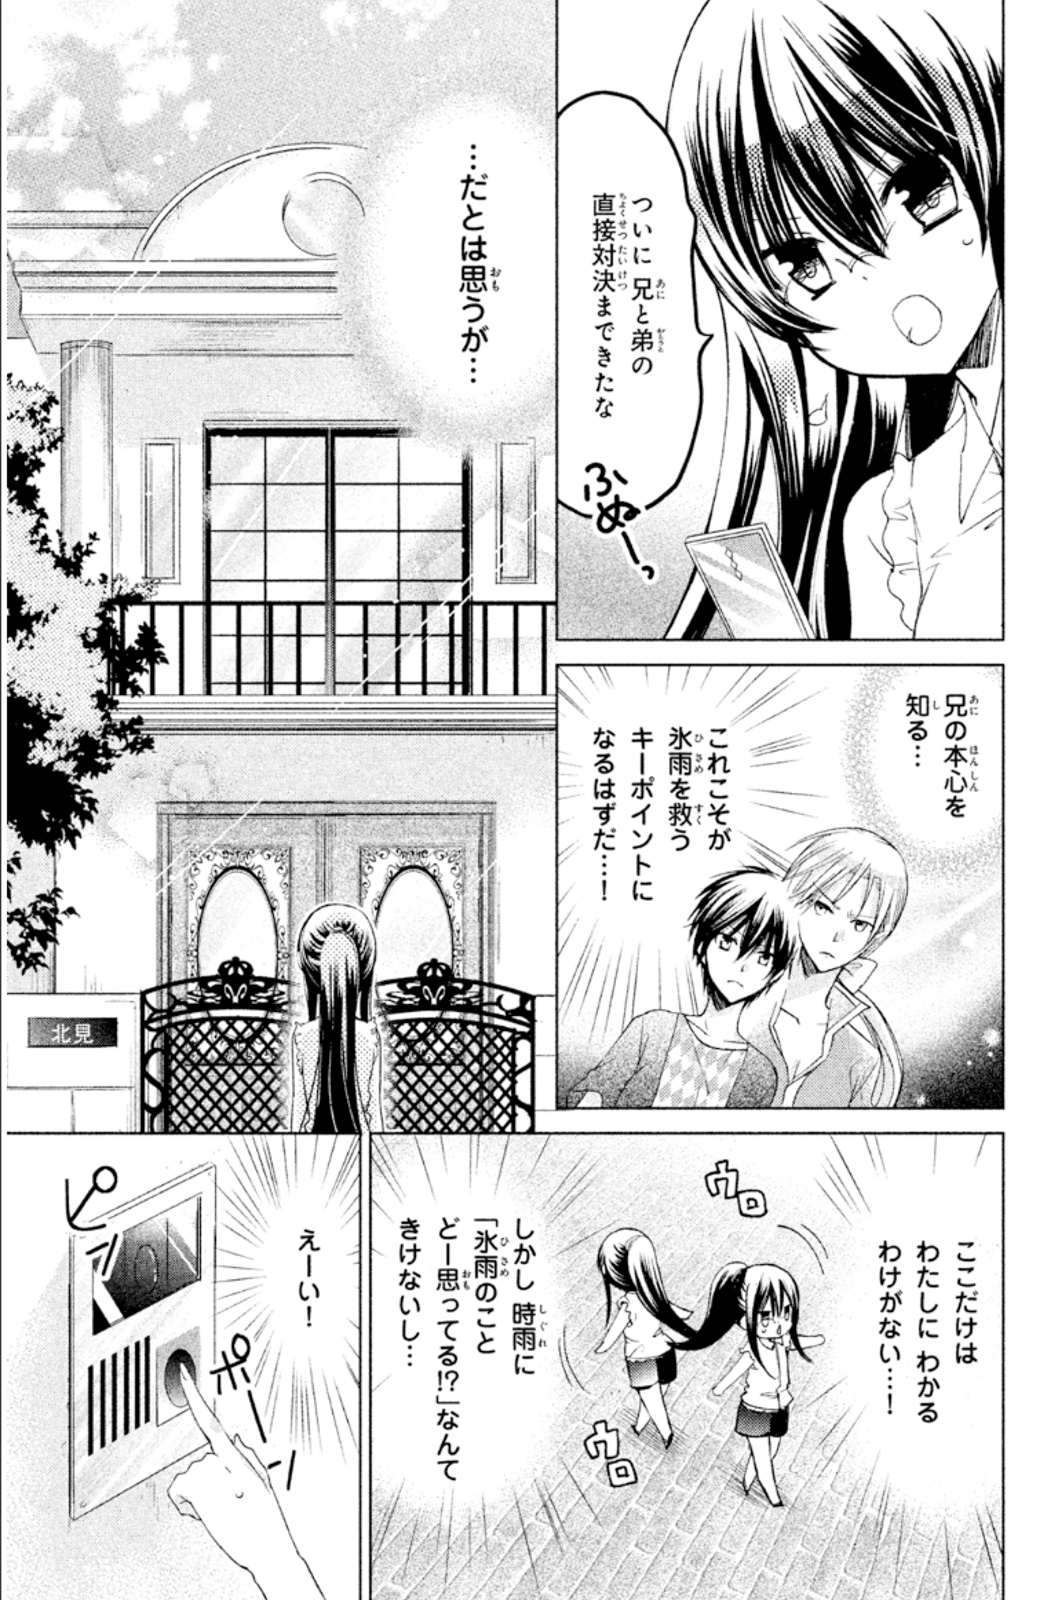 ついに 兄と弟の
直接対決までできたな
ふぬーっ
兄の本心を
知る…
これこそが
氷雨を救う
キーポイントに
なるはずだ…!
…だとは思うが…
北見
ここだけは
わたしに わかる
わけがない…!
ウロ
ウロ
しかし 時雨に
「氷雨のこと
どー思ってる!?」なんて
きけないし…
えーい!
ピンポーン